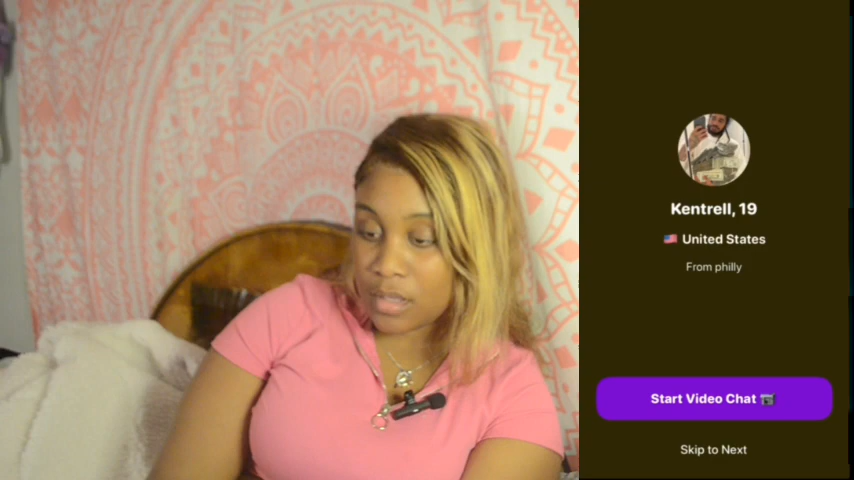 Kentrell, 19
🇺🇸 United States
From philly
Start Video Chat 📹
Skip to Next